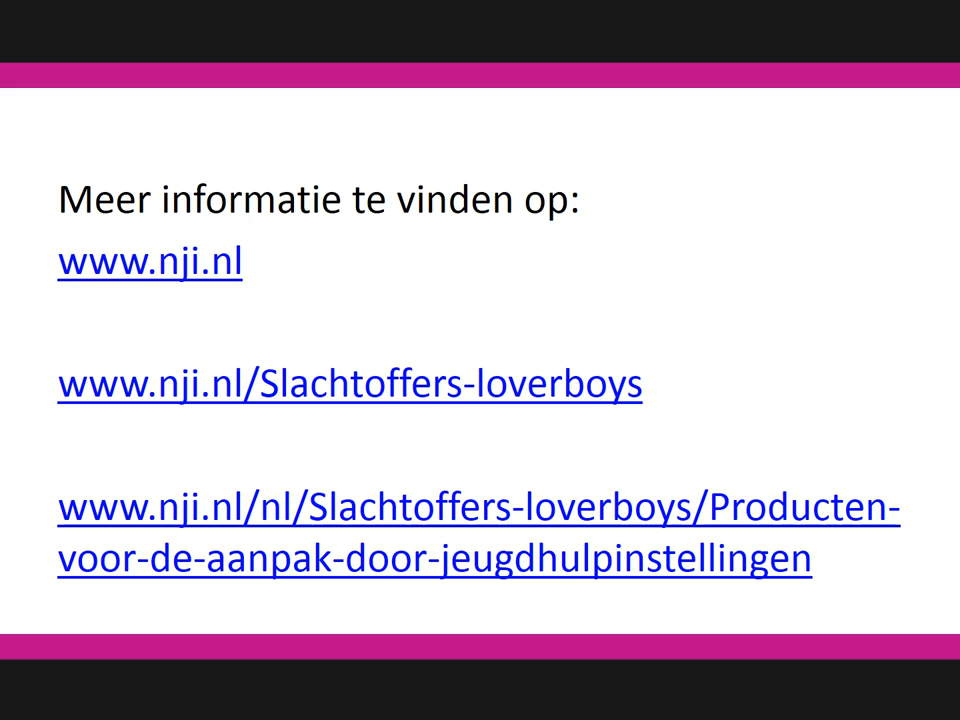 Meer informatie te vinden op:
www.nji.nl
www.nji.nl/Slachtoffers-loverboys
www.nji.nl/nl/Slachtoffers-loverboys/Producten-
voor-de-aanpak-door-jeugdhulpinstellingen